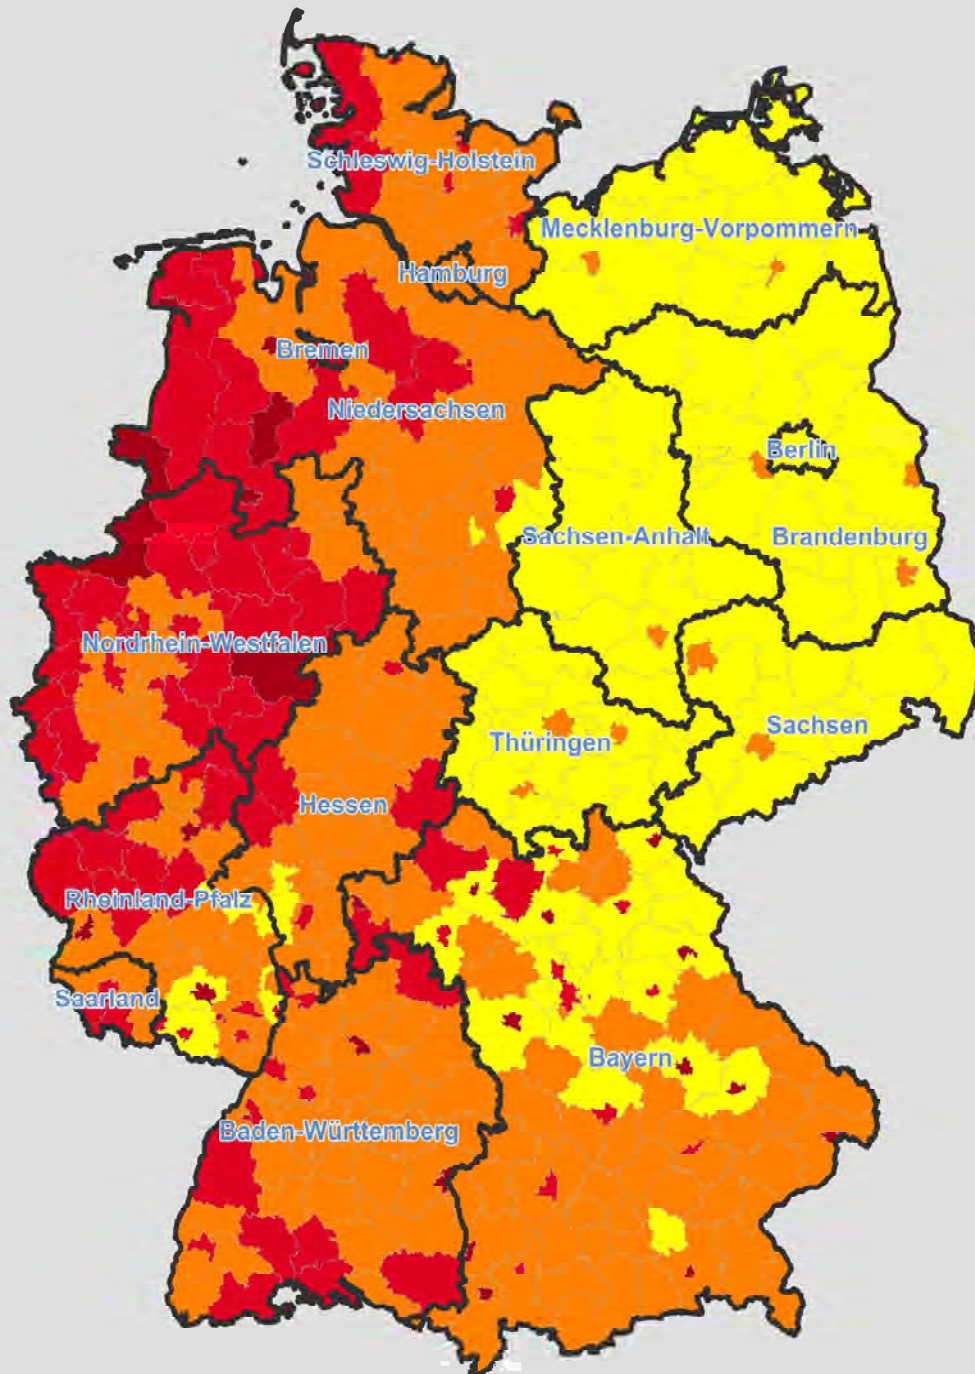 Schleswig-Holstein
Mecklenburg-Vorpommern
Hamburg
Bremen
Niedersachsen
Berlin
Sachsen-Anhalt
Brandenburg
Nordrhein-Westfalen
Sachsen
Thüringen
Hessen
Rheinland-Pfalz
Saarland
Bayern
Baden-Württemberg